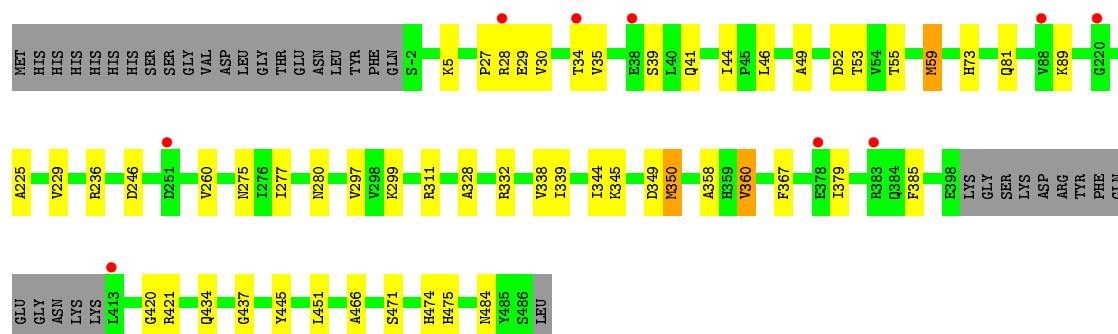 MET HIS HIS HIS HIS HIS HIS SER SER GLY VAL ASP LEU GLY THR GLU ASN LEU TYR PHE GLN S-2 K5 P27 R28 E29 V30 T34 V35 E38 S39 L40 Q41 I44 P45 L46 A49 D52 T53 V54 T55 M59 H73 Q81 V88 K89 G220
A225 V229 R236 D246 D251 V260 N275 I276 I277 N280 V297 V298 K299 R311 A328 R332 V338 I339 I344 K345 D349 M350 A358 H359 V360 F367 E378 I379 R383 Q384 F385 E398 LYS GLY SER LYS ASP ARG TYR PHE GLN
GLU GLY ASN LYS LYS L413 G420 R421 Q434 G437 Y445 L451 A466 S471 H474 H475 N484 Y485 S486 LEU